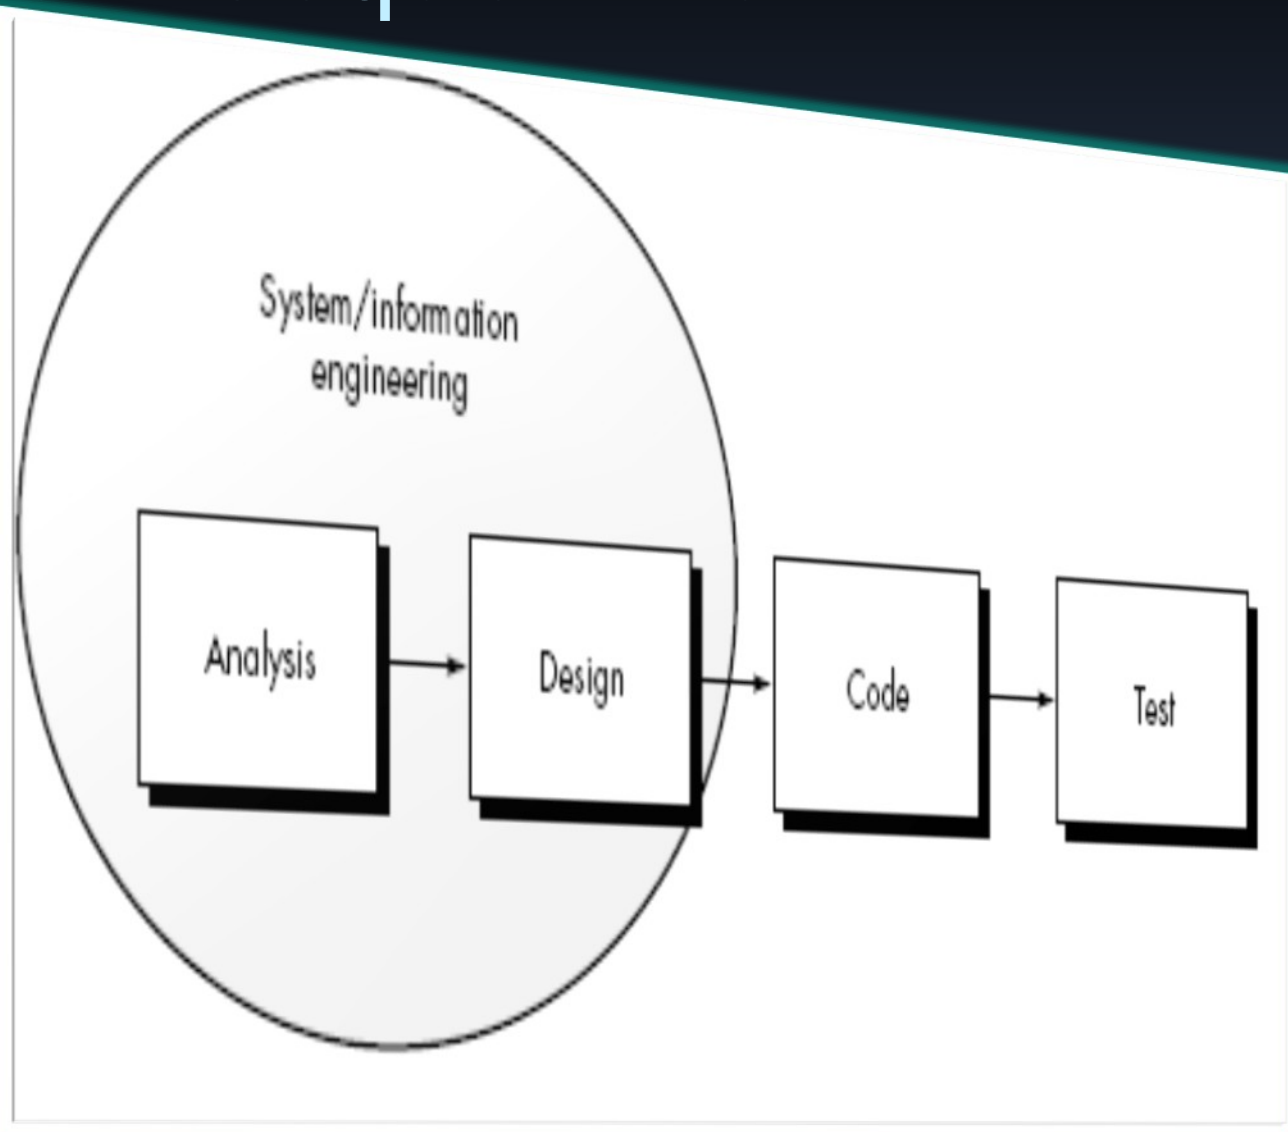 System/information
engineering
Analysis
Design
Code
Test